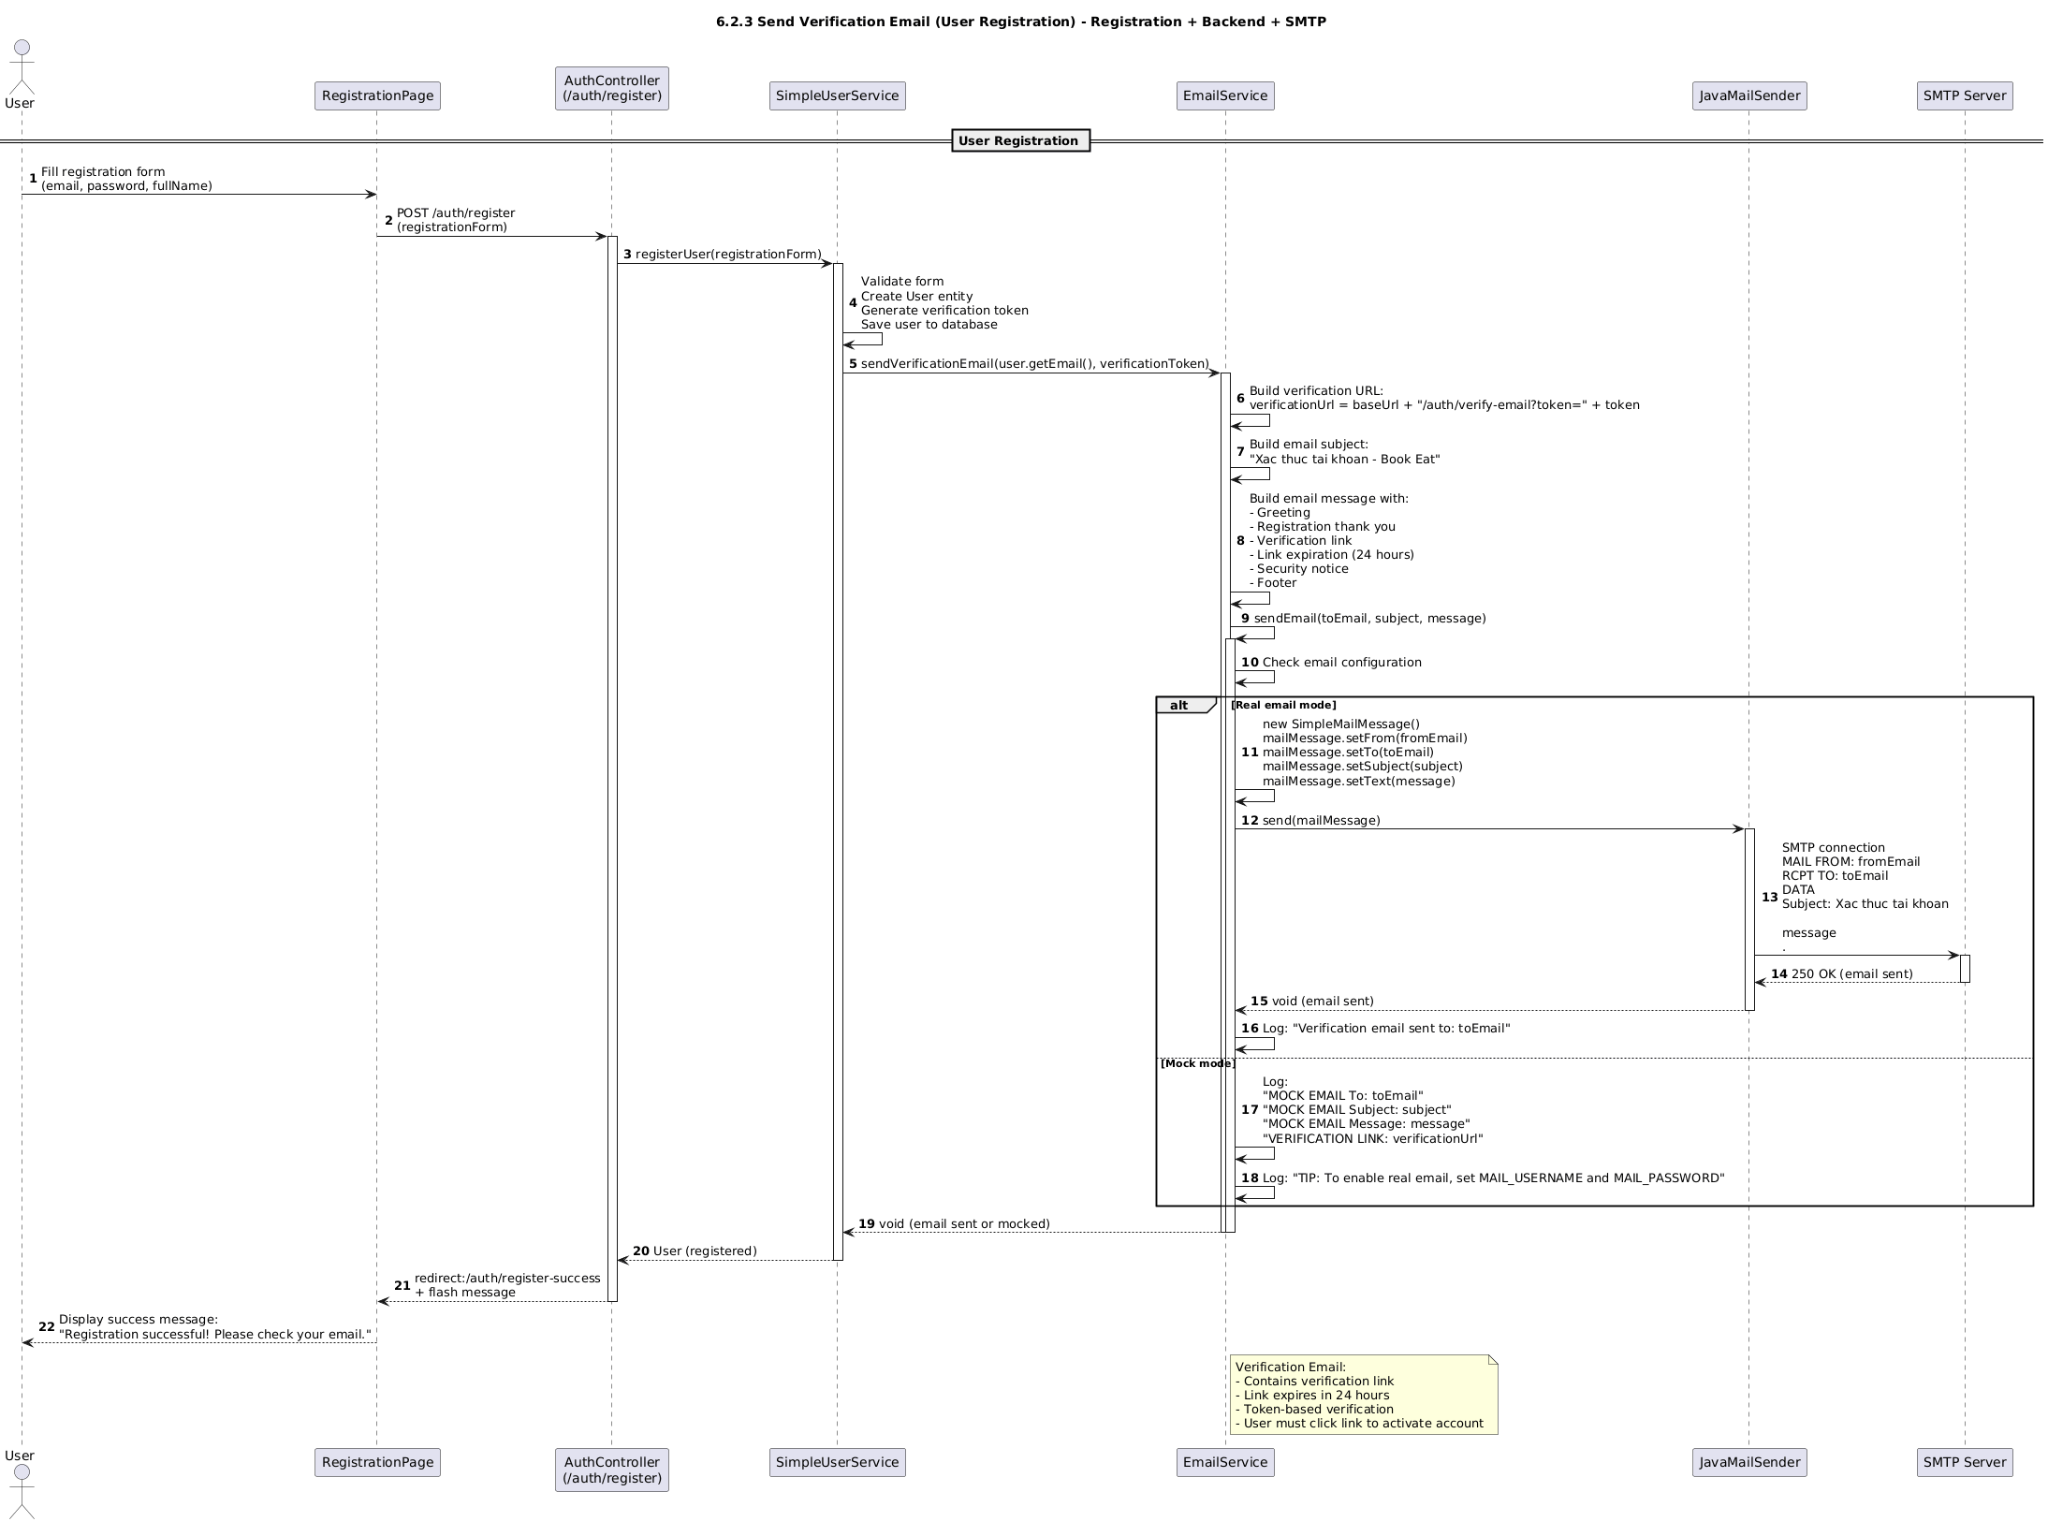 6.2.3 Send Verification Email (User Registration) - Registration + Backend + SMTP
User
RegistrationPage
AuthController
(/auth/register)
SimpleUserService
EmailService
JavaMailSender
SMTP Server
User Registration
1 Fill registration form
(email, password, fullName)
2 POST /auth/register
(registrationForm)
3 registerUser(registrationForm)
4 Validate form
Create User entity
Generate verification token
Save user to database
5 sendVerificationEmail(user.getEmail(), verificationToken)
6 Build verification URL:
verificationUrl = baseUrl + "/auth/verify-email?token=" + token
7 Build email subject:
"Xac thuc tai khoan - Book Eat"
8 Build email message with:
- Greeting
- Registration thank you
- Verification link
- Link expiration (24 hours)
- Security notice
- Footer
9 sendEmail(toEmail, subject, message)
10 Check email configuration
alt [Real email mode]
11 new SimpleMailMessage()
mailMessage.setFrom(fromEmail)
mailMessage.setTo(toEmail)
mailMessage.setSubject(subject)
mailMessage.setText(message)
12 send(mailMessage)
13 SMTP connection
MAIL FROM: fromEmail
RCPT TO: toEmail
DATA
Subject: Xac thuc tai khoan
message
.
14 250 OK (email sent)
15 void (email sent)
16 Log: "Verification email sent to: toEmail"
[Mock mode]
17 Log:
"MOCK EMAIL To: toEmail"
"MOCK EMAIL Subject: subject"
"MOCK EMAIL Message: message"
"VERIFICATION LINK: verificationUrl"
18 Log: "TIP: To enable real email, set MAIL_USERNAME and MAIL_PASSWORD"
19 void (email sent or mocked)
20 User (registered)
21 redirect:/auth/register-success
+ flash message
22 Display success message:
"Registration successful! Please check your email."
Verification Email:
- Contains verification link
- Link expires in 24 hours
- Token-based verification
- User must click link to activate account
User
RegistrationPage
AuthController
(/auth/register)
SimpleUserService
EmailService
JavaMailSender
SMTP Server